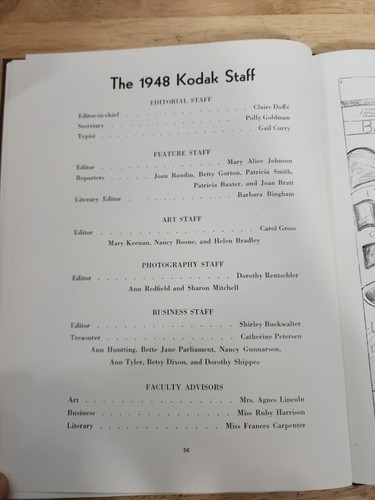 The 1948 Kodak Staff
EDITORIAL STAFF
Editor-in-chief . . . . . . . . . . . . . Claire Duffé
Secretary . . . . . . . . . . . . . . Polly Goldman
Typist . . . . . . . . . . . . . . . . Gail Curry
FEATURE STAFF
Editor . . . . . . . . . . . . . Mary Alice Johnson
Reporters . . . . . Joan Baudin, Betty Gorton, Patricia Smith,
Patricia Baxter, and Joan Bratt
Literary Editor . . . . . . . . . . . . Barbara Bingham
ART STAFF
Editor . . . . . . . . . . . . . . . . Carol Gross
Mary Keenan, Nancy Boone, and Helen Bradley
PHOTOGRAPHY STAFF
Editor . . . . . . . . . . . . . . Dorothy Rentschler
Ann Redfield and Sharon Mitchell
BUSINESS STAFF
Editor . . . . . . . . . . . . . . Shirley Buckwalter
Treasurer . . . . . . . . . . . . . Catherine Petersen
Ann Huntting, Bette Jane Parliament, Nancy Gunnarson,
Ann Tyler, Betsy Dixon, and Dorothy Shippee
FACULTY ADVISORS
Art . . . . . . . . . . . . . . . Mrs. Agnes Lincoln
Business . . . . . . . . . . . . . Miss Ruby Harrison
Literary . . . . . . . . . . . . Miss Frances Carpenter
56